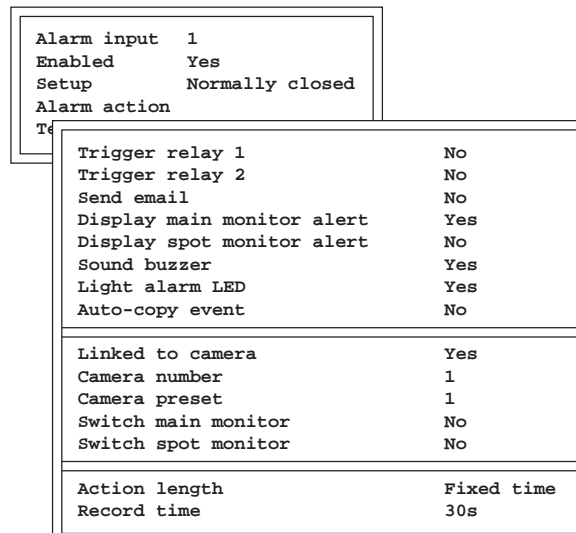 Alarm input 1
Enabled Yes
Setup Normally closed
Alarm action
Trigger relay 1 No
Trigger relay 2 No
Send email No
Display main monitor alert Yes
Display spot monitor alert No
Sound buzzer Yes
Light alarm LED Yes
Auto-copy event No
Linked to camera Yes
Camera number 1
Camera preset 1
Switch main monitor No
Switch spot monitor No
Action length Fixed time
Record time 30s